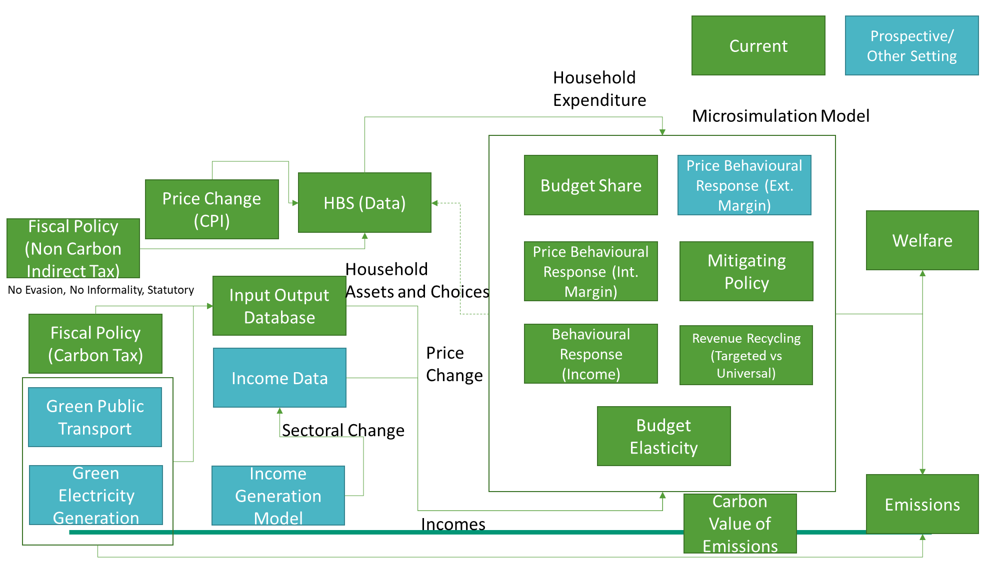 Current
Prospective/
Other Setting
Household
Expenditure
Microsimulation Model
Budget Share
Price Behavioural
Response (Ext.
Margin)
Price Change
(CPI)
HBS (Data)
Fiscal Policy
(Non Carbon
Indirect Tax)
No Evasion, No Informality, Statutory
Welfare
Price Behavioural
Response (Int.
Margin)
Mitigating
Policy
Household
Assets and Choices
Input Output
Database
Fiscal Policy
(Carbon Tax)
Behavioural
Response
(Income)
Revenue Recycling
(Targeted vs
Universal)
Income Data
Price
Change
Green Public
Transport
Sectoral Change
Budget
Elasticity
Green
Electricity
Generation
Income
Generation
Model
Incomes
Carbon
Value of
Emissions
Emissions